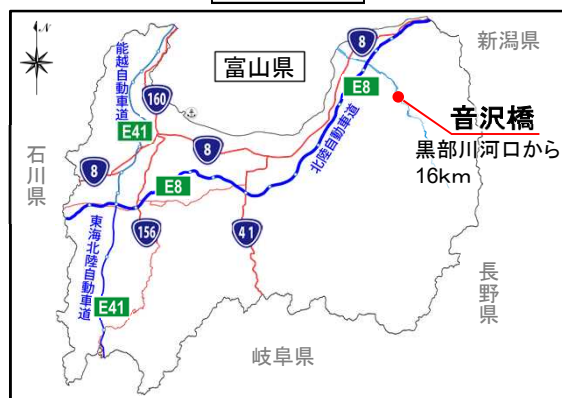 N
新潟県
能越自動車道
富山県
8
160
E8
音沢橋
黒部川河口から
16km
E41
8
北陸自動車道
石川県
8
E8
156
41
東海北陸自動車道
長野県
E41
岐阜県